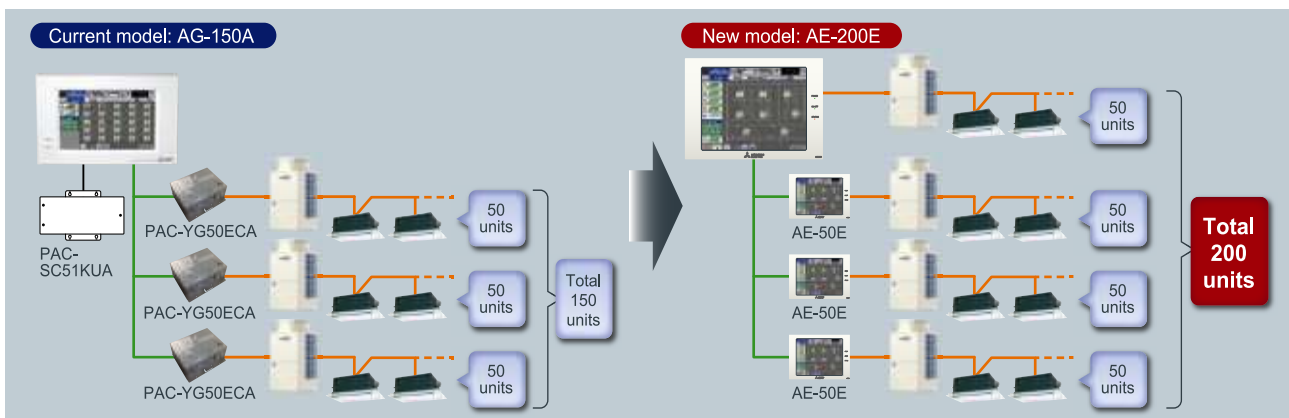 Current model: AG-150A
PAC-
SC51KUA
PAC-YG50ECA
50
units
PAC-YG50ECA
50
units
PAC-YG50ECA
50
units
Total
150
units
New model: AE-200E
50
units
AE-50E
50
units
AE-50E
50
units
AE-50E
50
units
Total
200
units